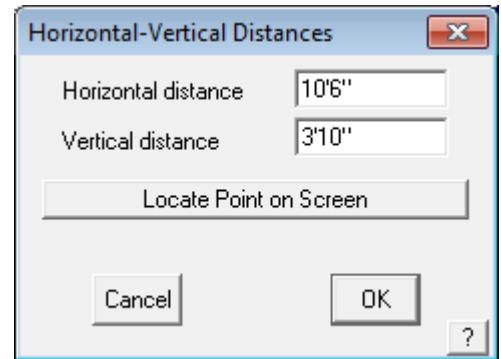 Horizontal-Vertical Distances
Horizontal distance 10'6''
Vertical distance 3'10''
Locate Point on Screen
Cancel OK
?